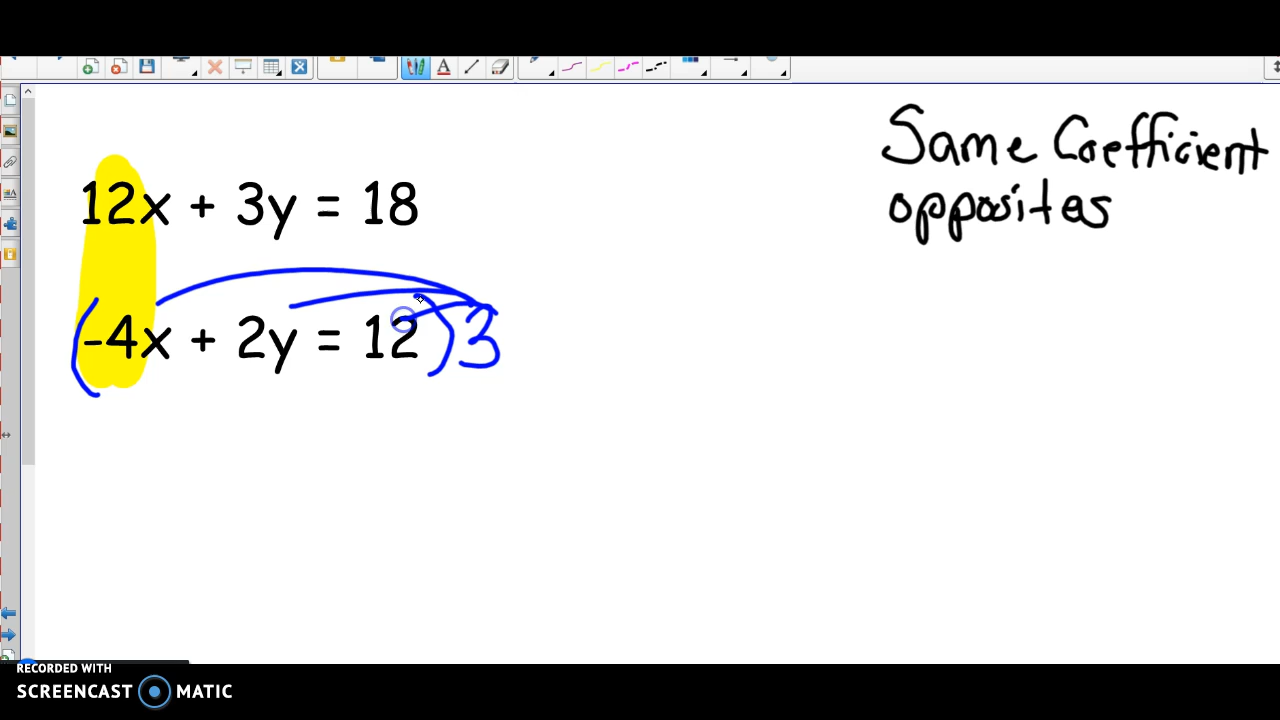 Same Coefficient
opposites
12x + 3y = 18
(-4x + 2y = 12)3
RECORDED WITH
SCREENCAST MATIC